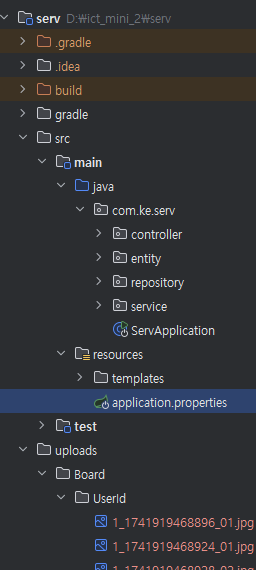 serv D:\ict_mini_2\serv
.gradle
.idea
build
gradle
src
main
java
com.ke.serv
controller
entity
repository
service
ServApplication
resources
templates
application.properties
test
uploads
Board
UserId
1_1741919468896_01.jpg
1_1741919468924_01.jpg